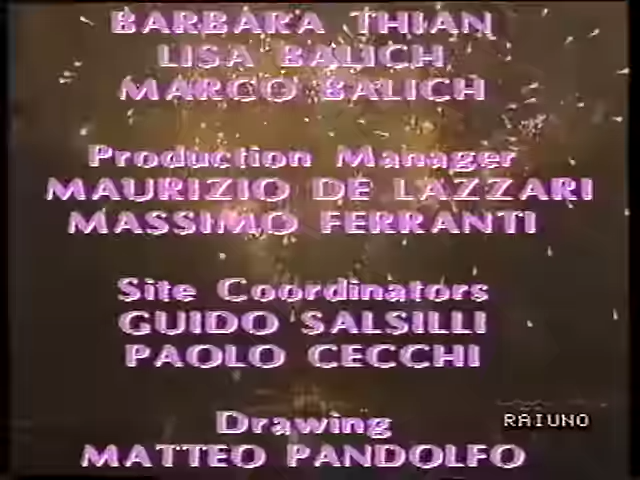 BARBARA THIAN
LISA BALICH
MARCO BALICH
Production Manager
MAURIZIO DE LAZZARI
MASSIMO FERRANTI
Site Coordinators
GUIDO SALSILLI
PAOLO CECCHI
Drawing
RAIUNO
MATTEO PANDOLFO